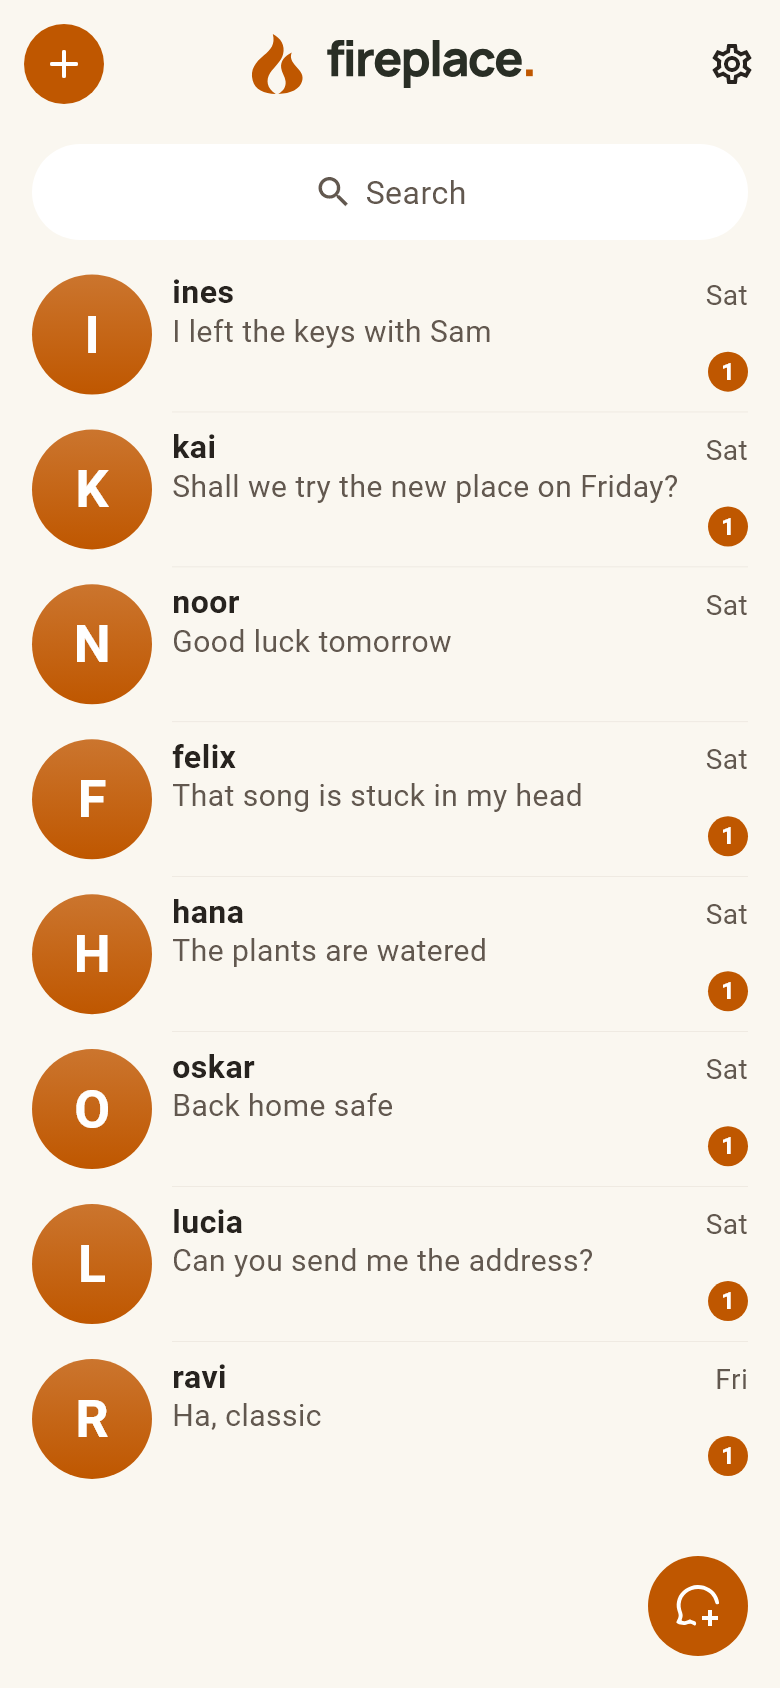 fireplace.
Search
I
ines
Sat
I left the keys with Sam
1
K
kai
Sat
Shall we try the new place on Friday?
1
N
noor
Sat
Good luck tomorrow
F
felix
Sat
That song is stuck in my head
1
H
hana
Sat
The plants are watered
1
O
oskar
Sat
Back home safe
1
L
lucia
Sat
Can you send me the address?
1
R
ravi
Fri
Ha, classic
1